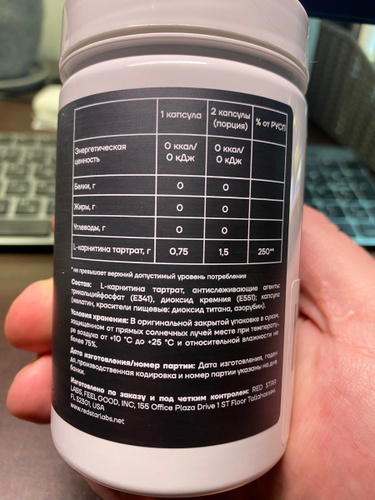 1 капсула 2 капсулы (порция) % от РУСП
Энергетическая ценность 0 ккал/ 0 кДж 0 ккал/ 0 кДж
Белки, г 0 0
Жиры, г 0 0
Углеводы, г 0 0
L-карнитина тартрат, г 0,75 1,5 250**
* не превышает верхний допустимый уровень потребления
Состав: L-карнитина тартрат, антислеживающие агенты:
трикальцийфосфат (Е341), диоксид кремния (Е551); капсула
(желатин, красители пищевые: диоксид титана, азорубин).
Условия хранения: В оригинальной закрытой упаковке в сухом,
защищенном от прямых солнечных лучей месте при температу-
ре воздуха от +10 °С до +25 °С и относительной влажности не
более 75%.
Дата изготовления/номер партии: Дата изготовления, годен
до, производственная кодировка и номер партии указаны на дне
банки.
Изготовлено по заказу и под четким контролем: RED STAR
LABS, FEEL GOOD, INC, 155 Office Plaza Drive 1 ST Floor Tallahassee,
FL 32301, USA
www.redstarlabs.net